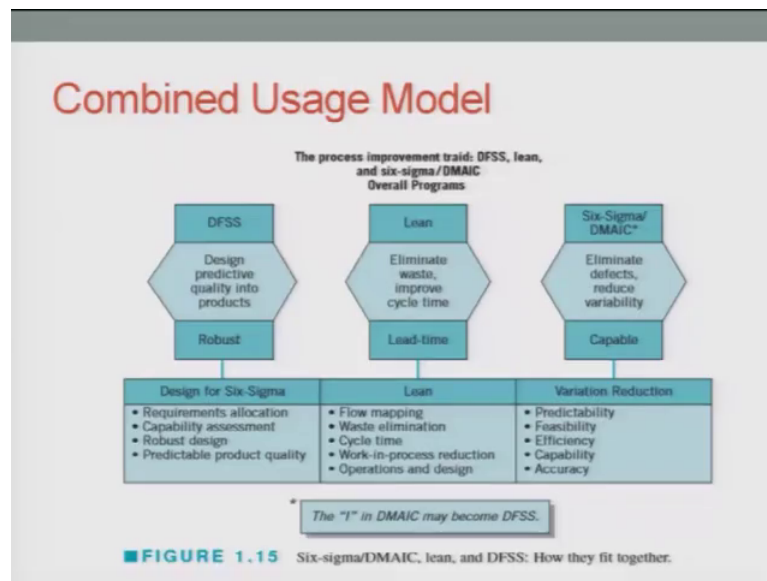 Combined Usage Model
The process improvement traid: DFSS, lean,
and six-sigma/DMAIC
Overall Programs
DFSS
Design
predictive
quality into
products
Robust
Lean
Eliminate
waste,
improve
cycle time
Lead-time
Six-Sigma/
DMAIC*
Eliminate
defects,
reduce
variability
Capable
Design for Six-Sigma
• Requirements allocation
• Capability assessment
• Robust design
• Predictable product quality
Lean
• Flow mapping
• Waste elimination
• Cycle time
• Work-in-process reduction
• Operations and design
Variation Reduction
• Predictability
• Feasibility
• Efficiency
• Capability
• Accuracy
* The "I" in DMAIC may become DFSS.
■FIGURE 1.15 Six-sigma/DMAIC, lean, and DFSS: How they fit together.